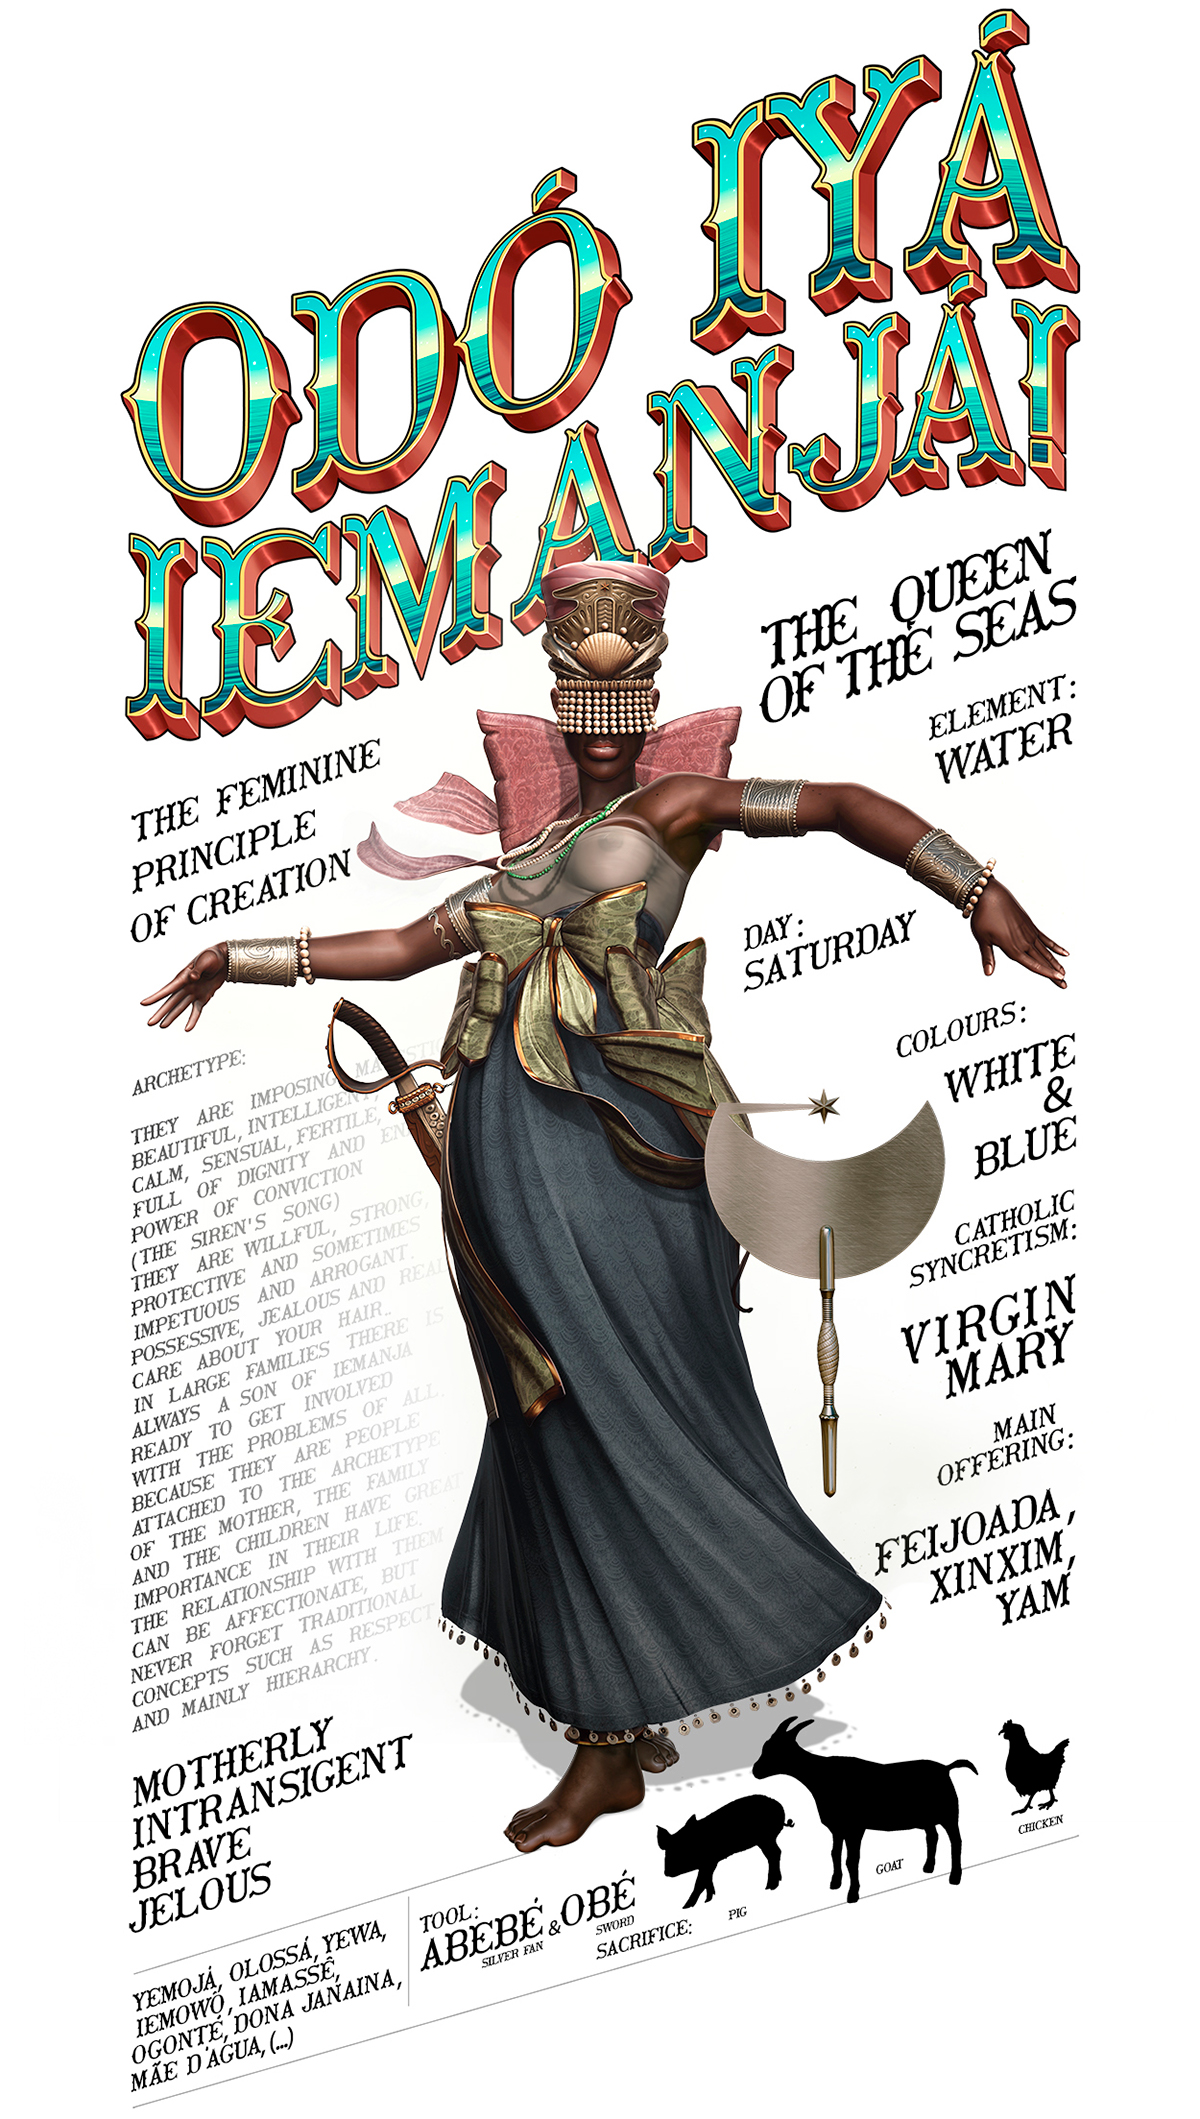 ODÓ IYÁ
IEMANJÁ!
THE QUEEN
OF THE SEAS
ELEMENT:
WATER
THE FEMININE
PRINCIPLE
OF CREATION
DAY:
SATURDAY
COLOURS:
WHITE
&
BLUE
CATHOLIC
SYNCRETISM:
VIRGIN
MARY
MAIN
OFFERING:
FEIJOADA,
XINXIM,
YAM
ARCHETYPE:
THEY ARE IMPOSING, MAJESTIC
BEAUTIFUL, INTELLIGENT,
CALM, SENSUAL, FERTILE,
FULL OF DIGNITY AND
POWER OF CONVICTION
(THE SIREN'S SONG)
THEY ARE WILLFUL, STRONG,
PROTECTIVE AND SOMETIMES
IMPETUOUS AND ARROGANT.
POSSESSIVE, JEALOUS AND REAL
CARE ABOUT YOUR HAIR.
IN LARGE FAMILIES THERE IS
ALWAYS A SON OF IEMANJA
READY TO GET INVOLVED
WITH THE PROBLEMS OF ALL.
BECAUSE THEY ARE PEOPLE
ATTACHED TO THE ARCHETYPE
OF THE MOTHER, THE FAMILY
AND THE CHILDREN HAVE GREAT
IMPORTANCE IN THEIR LIFE.
THE RELATIONSHIP WITH THEM
CAN BE AFFECTIONATE, BUT
NEVER FORGET TRADITIONAL
CONCEPTS SUCH AS RESPECT
AND MAINLY HIERARCHY.
MOTHERLY
INTRANSIGENT
BRAVE
JELOUS
YEMOJÁ, OLOSSÁ, YEWA,
IEMOWÔ, IAMASSÊ,
OGONTÉ, DONA JANAINA,
MÃE D'AGUA, (...)
TOOL:
ABEBÉ & OBÉ
SILVER FAN SWORD
SACRIFICE:
PIG
GOAT
CHICKEN